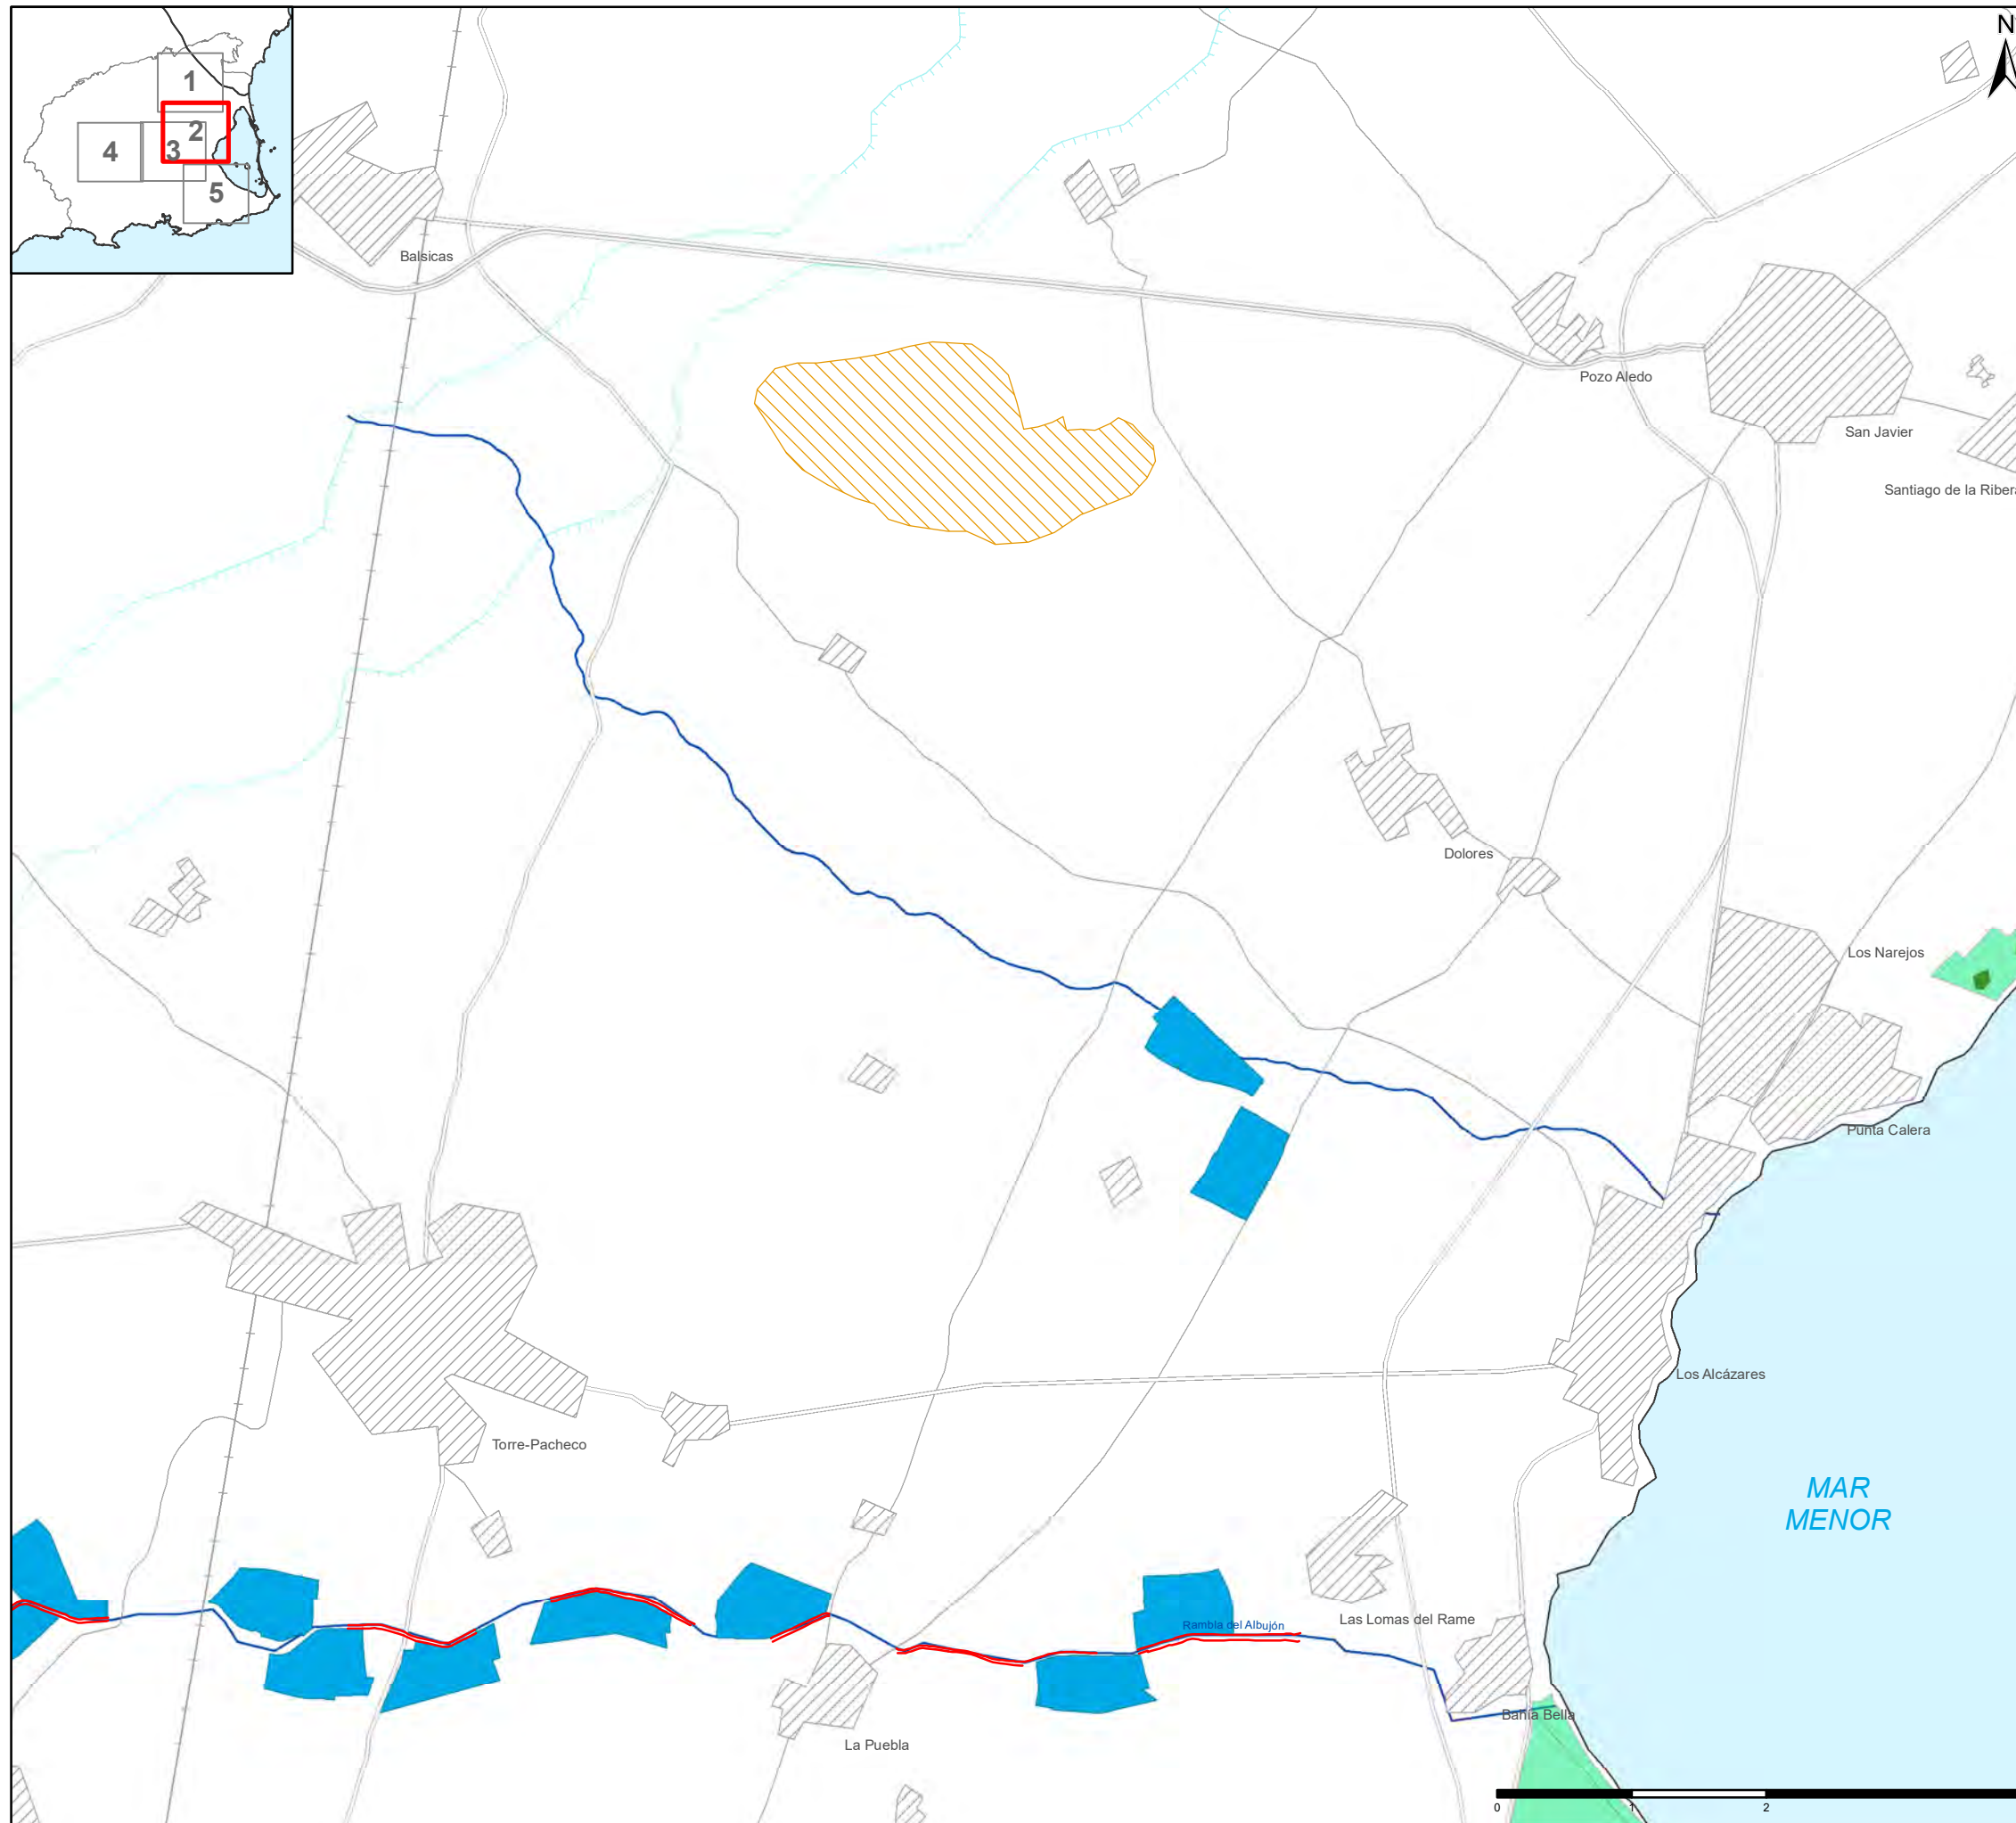 N
1
2
4
3
5
Balsicas
Pozo Aledo
San Javier
Santiago de la Ribera
Dolores
Los Narejos
Punta Calera
Los Alcázares
Torre-Pacheco
MAR
MENOR
Las Lomas del Rame
Rambla del Albujón
Bahía Bella
La Puebla
0
1
2